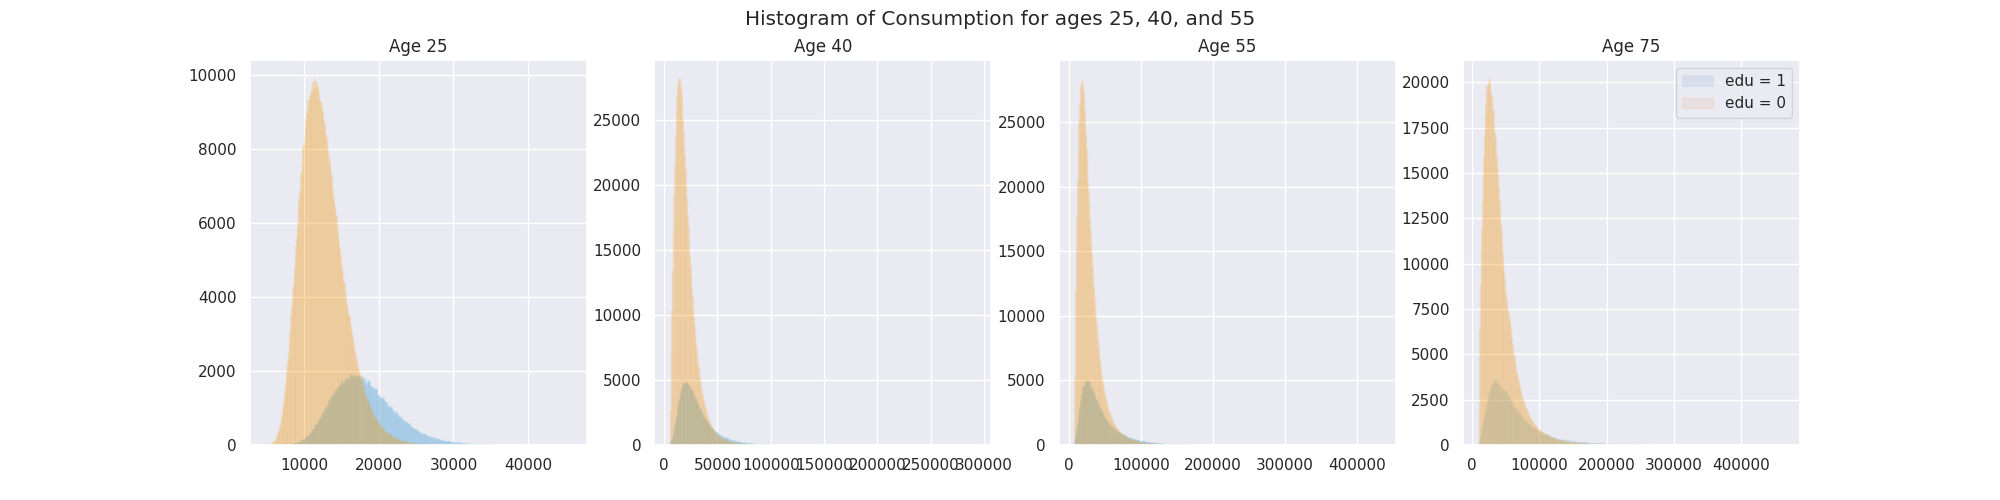 Histogram of Consumption for ages 25, 40, and 55
Age 25
10000
8000
6000
4000
2000
0
10000 20000 30000 40000
Age 40
25000
20000
15000
10000
5000
0
0 50000 100000 150000 200000 250000 300000
Age 55
25000
20000
15000
10000
5000
0
0 100000 200000 300000 400000
Age 75
20000
17500
15000
12500
10000
7500
5000
2500
0
0 100000 200000 300000 400000
edu = 1
edu = 0